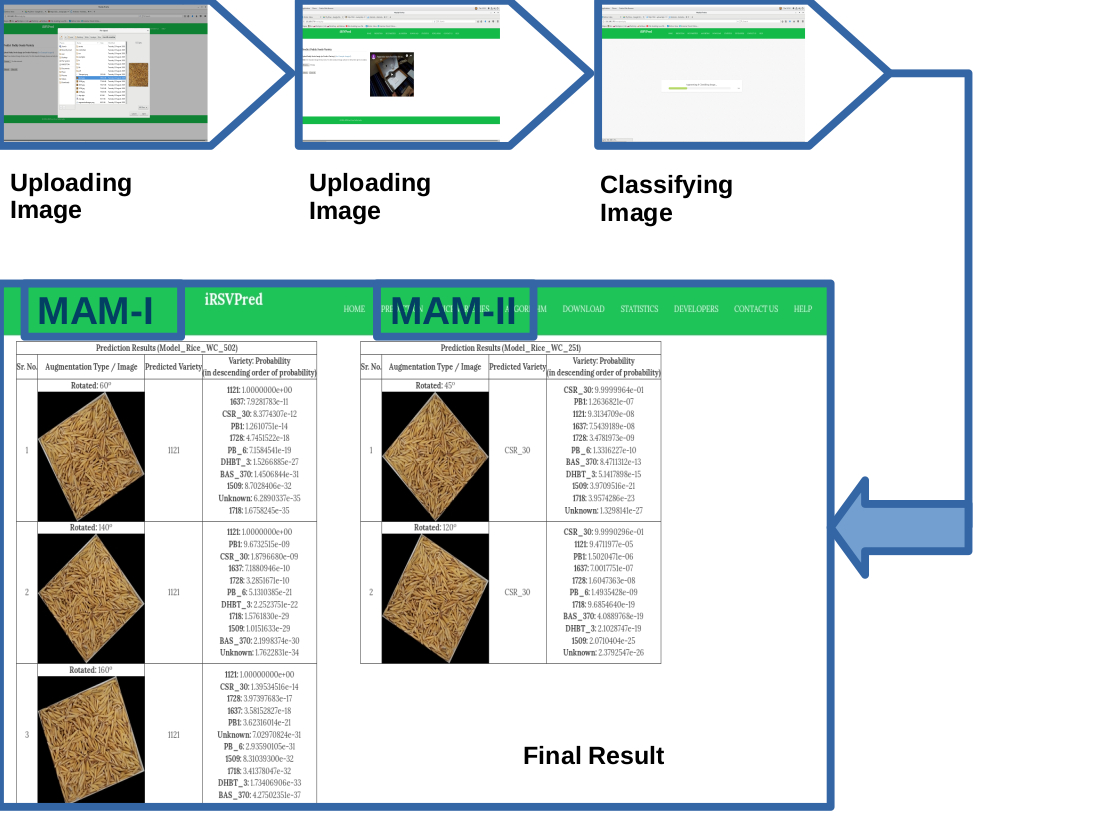 Uploading
Image
Uploading
Image
Classifying
Image
MAM-I
iRSVPred
MAM-II
HOME
DOWNLOAD
STATISTICS
DEVELOPERS
CONTACT US
HELP
Prediction Results (Model_Rice_WC_502)
Sr. No. Augmentation Type / Image Predicted Variety Variety: Probability
(in descending order of probability)
Rotated: 60°
1
1121
1121: 1.0000000e+00
1637: 7.9281783e-11
CSR_30: 8.3774307e-12
PB1: 1.2610751e-14
1728: 4.7451522e-18
PB_6: 7.1584541e-19
DHBT_3: 1.5266885e-27
BAS_370: 1.4506844e-31
1509: 8.7028406e-32
Unknown: 6.2890337e-35
1718: 1.6758245e-35
Rotated: 140°
2
1121
1121: 1.0000000e+00
PB1: 9.6732515e-09
CSR_30: 1.8796680e-09
1637: 7.1880946e-10
1728: 3.2851671e-10
PB_6: 5.1310385e-21
DHBT_3: 2.2523751e-22
1718: 1.5761830e-29
1509: 1.0151633e-29
BAS_370: 2.1998374e-30
Unknown: 1.7622831e-34
Rotated: 160°
3
1121
1121: 1.00000000e+00
CSR_30: 1.39534516e-14
1728: 3.97397683e-17
1637: 3.58152827e-18
PB1: 3.62316014e-21
Unknown: 7.02970824e-31
PB_6: 2.93590105e-31
1509: 8.31039300e-32
1718: 3.41378047e-32
DHBT_3: 1.73406906e-33
BAS_370: 4.27502351e-37
Prediction Results (Model_Rice_WC_251)
Sr. No. Augmentation Type / Image Predicted Variety Variety: Probability
(in descending order of probability)
Rotated: 45°
1
CSR_30
CSR_30: 9.9999964e-01
PB1: 1.2636821e-07
1121: 9.3134709e-08
1637: 7.5439189e-08
1728: 3.4781973e-09
PB_6: 1.3316227e-10
BAS_370: 8.4711312e-13
DHBT_3: 5.1417898e-15
1509: 3.9709516e-21
1718: 3.9574286e-23
Unknown: 1.3298141e-27
Rotated: 120°
2
CSR_30
CSR_30: 9.9990296e-01
1121: 9.4711977e-05
PB1: 1.5020471e-06
1637: 7.0017751e-07
1728: 1.6047363e-08
PB_6: 1.4935428e-09
1718: 9.6854640e-19
BAS_370: 4.0889768e-19
DHBT_3: 2.1028747e-19
1509: 2.0710404e-25
Unknown: 2.3792547e-26
Final Result